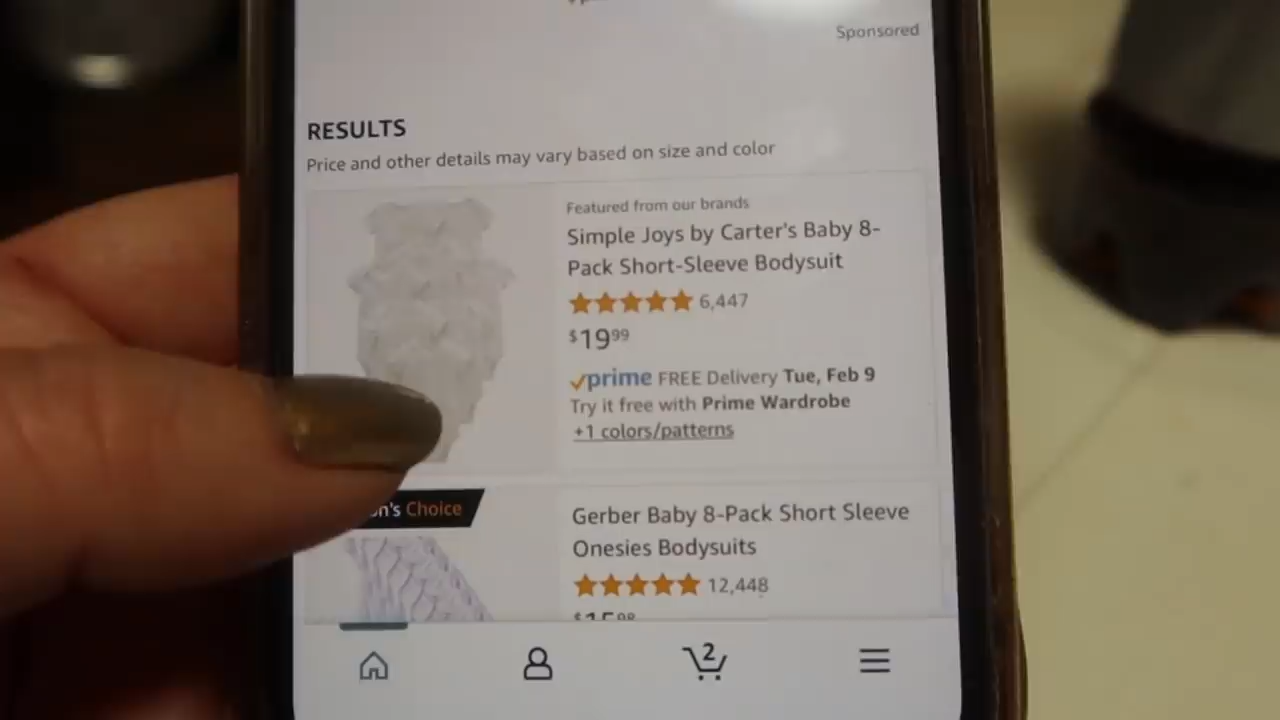 Sponsored
RESULTS
Price and other details may vary based on size and color
Featured from our brands
Simple Joys by Carter's Baby 8-
Pack Short-Sleeve Bodysuit
6,447
$19⁹⁹
prime FREE Delivery Tue, Feb 9
Try it free with Prime Wardrobe
+1 colors/patterns
Choice
Gerber Baby 8-Pack Short Sleeve
Onesies Bodysuits
12,448
2